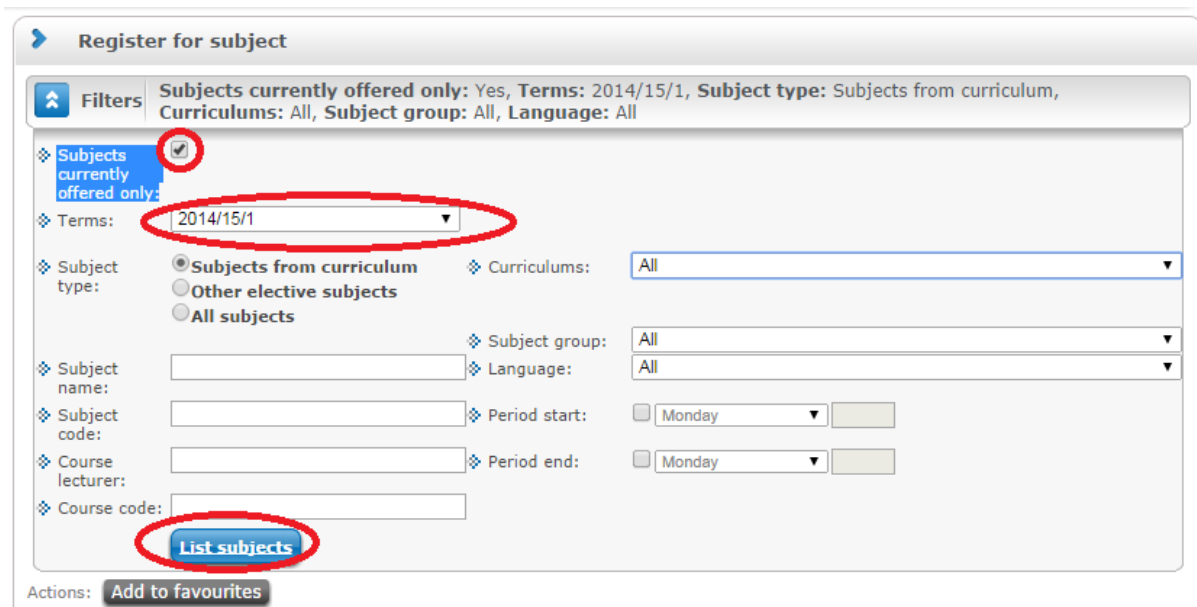 Register for subject
Filters
Subjects currently offered only: Yes, Terms: 2014/15/1, Subject type: Subjects from curriculum,
Curriculums: All, Subject group: All, Language: All
Subjects
currently
offered only:
Terms:
2014/15/1
Subject
type:
Subjects from curriculum
Other elective subjects
All subjects
Curriculums:
All
Subject group:
All
Subject
name:
Language:
All
Subject
code:
Period start:
Monday
Course
lecturer:
Period end:
Monday
Course code:
List subjects
Actions:
Add to favourites